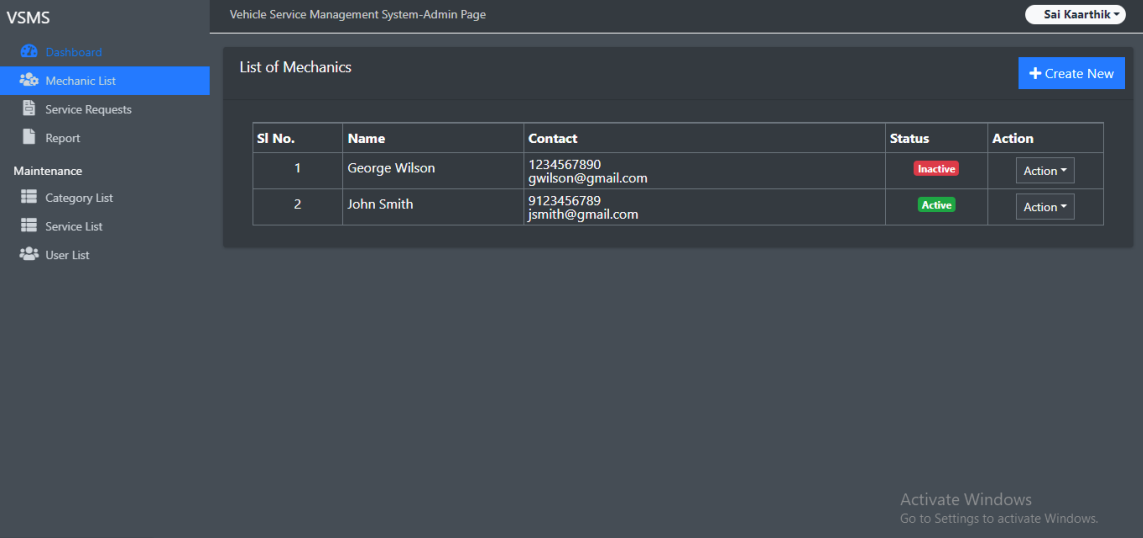 VSMS
Vehicle Service Management System-Admin Page
Sai Kaarthik
Dashboard
Mechanic List
Service Requests
Report
Maintenance
Category List
Service List
User List
List of Mechanics
Create New
Sl No. Name Contact Status Action
1 George Wilson 1234567890 Inactive Action
gwilson@gmail.com
2 John Smith 9123456789 Active Action
jsmith@gmail.com
Activate Windows
Go to Settings to activate Windows.